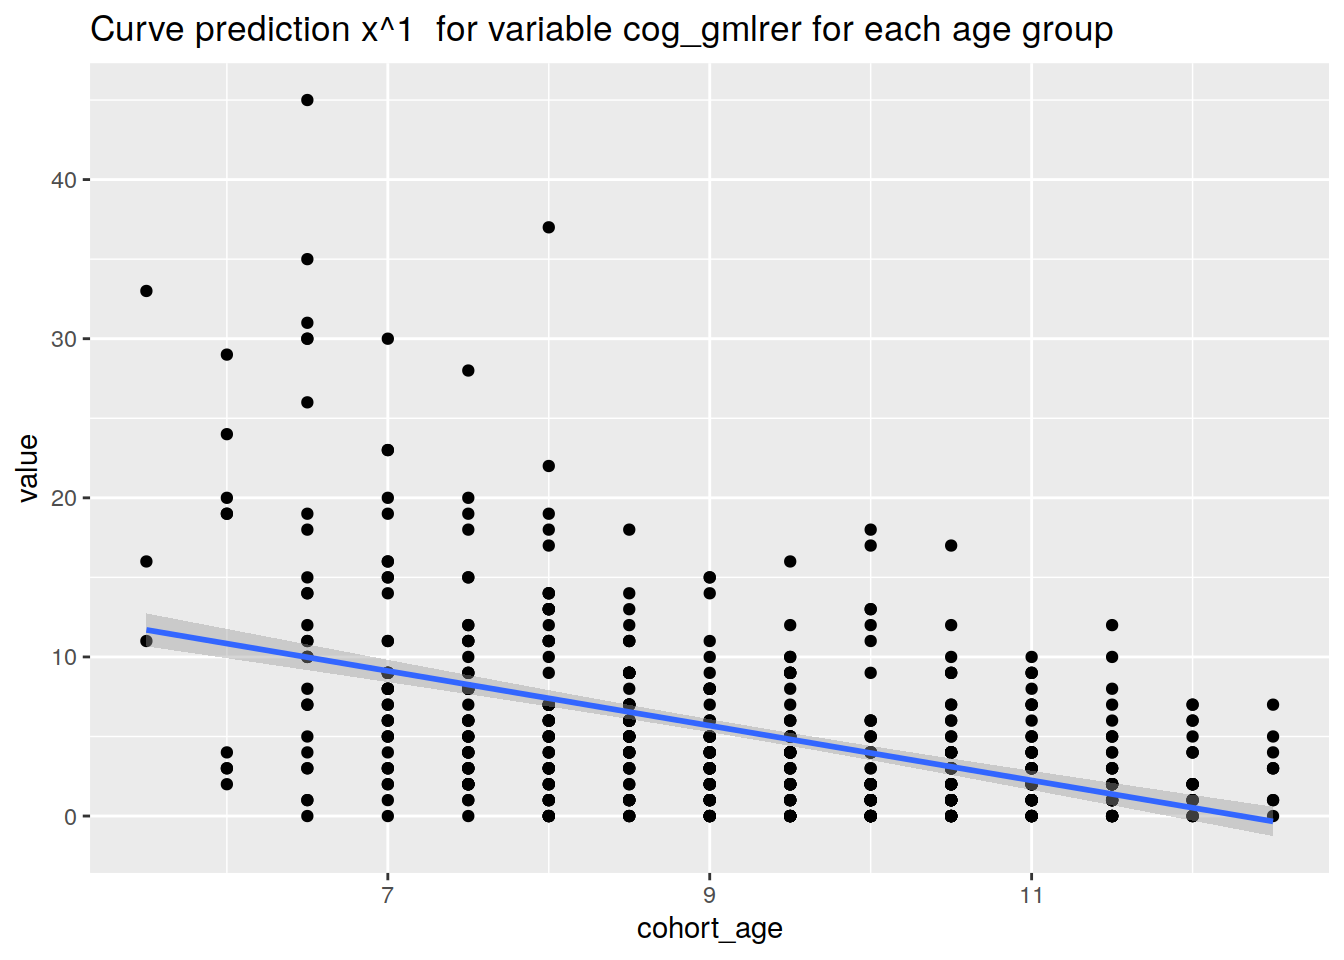 Curve prediction x^1  for variable cog_gmlrer for each age group
40
30
20
10
0
value
7 9 11
cohort_age